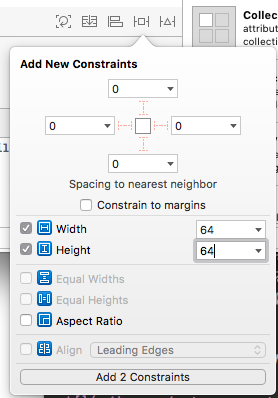 Collec
attribut
collecti
Add New Constraints
0
0
0
0
Spacing to nearest neighbor
Constrain to margins
Width
64
Height
64
Equal Widths
Equal Heights
Aspect Ratio
Align
Leading Edges
Add 2 Constraints